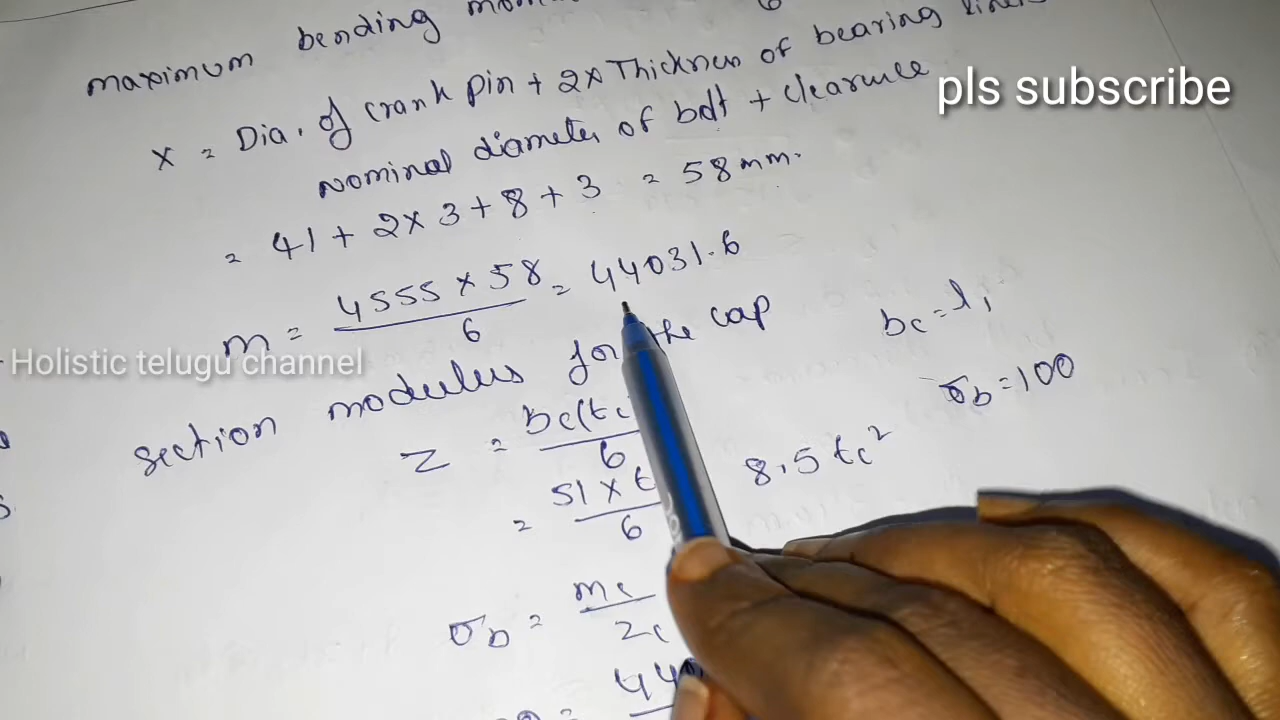 maximum bending
x = Dia. of crank pin + 2x Thickness of bearing
pls subscribe
Nominal diameter of bolt + clearance
= 41 + 2x3 + 8 + 3 = 58mm.
m = 4555 x 58 / 6 = 44031.6
Holistic telugu channel
section modulus for the cap
bc = l1
σb = 100
Z = bc(tc / 6
= 51 x t / 6
8.5 tc²
σb = mc / Zc